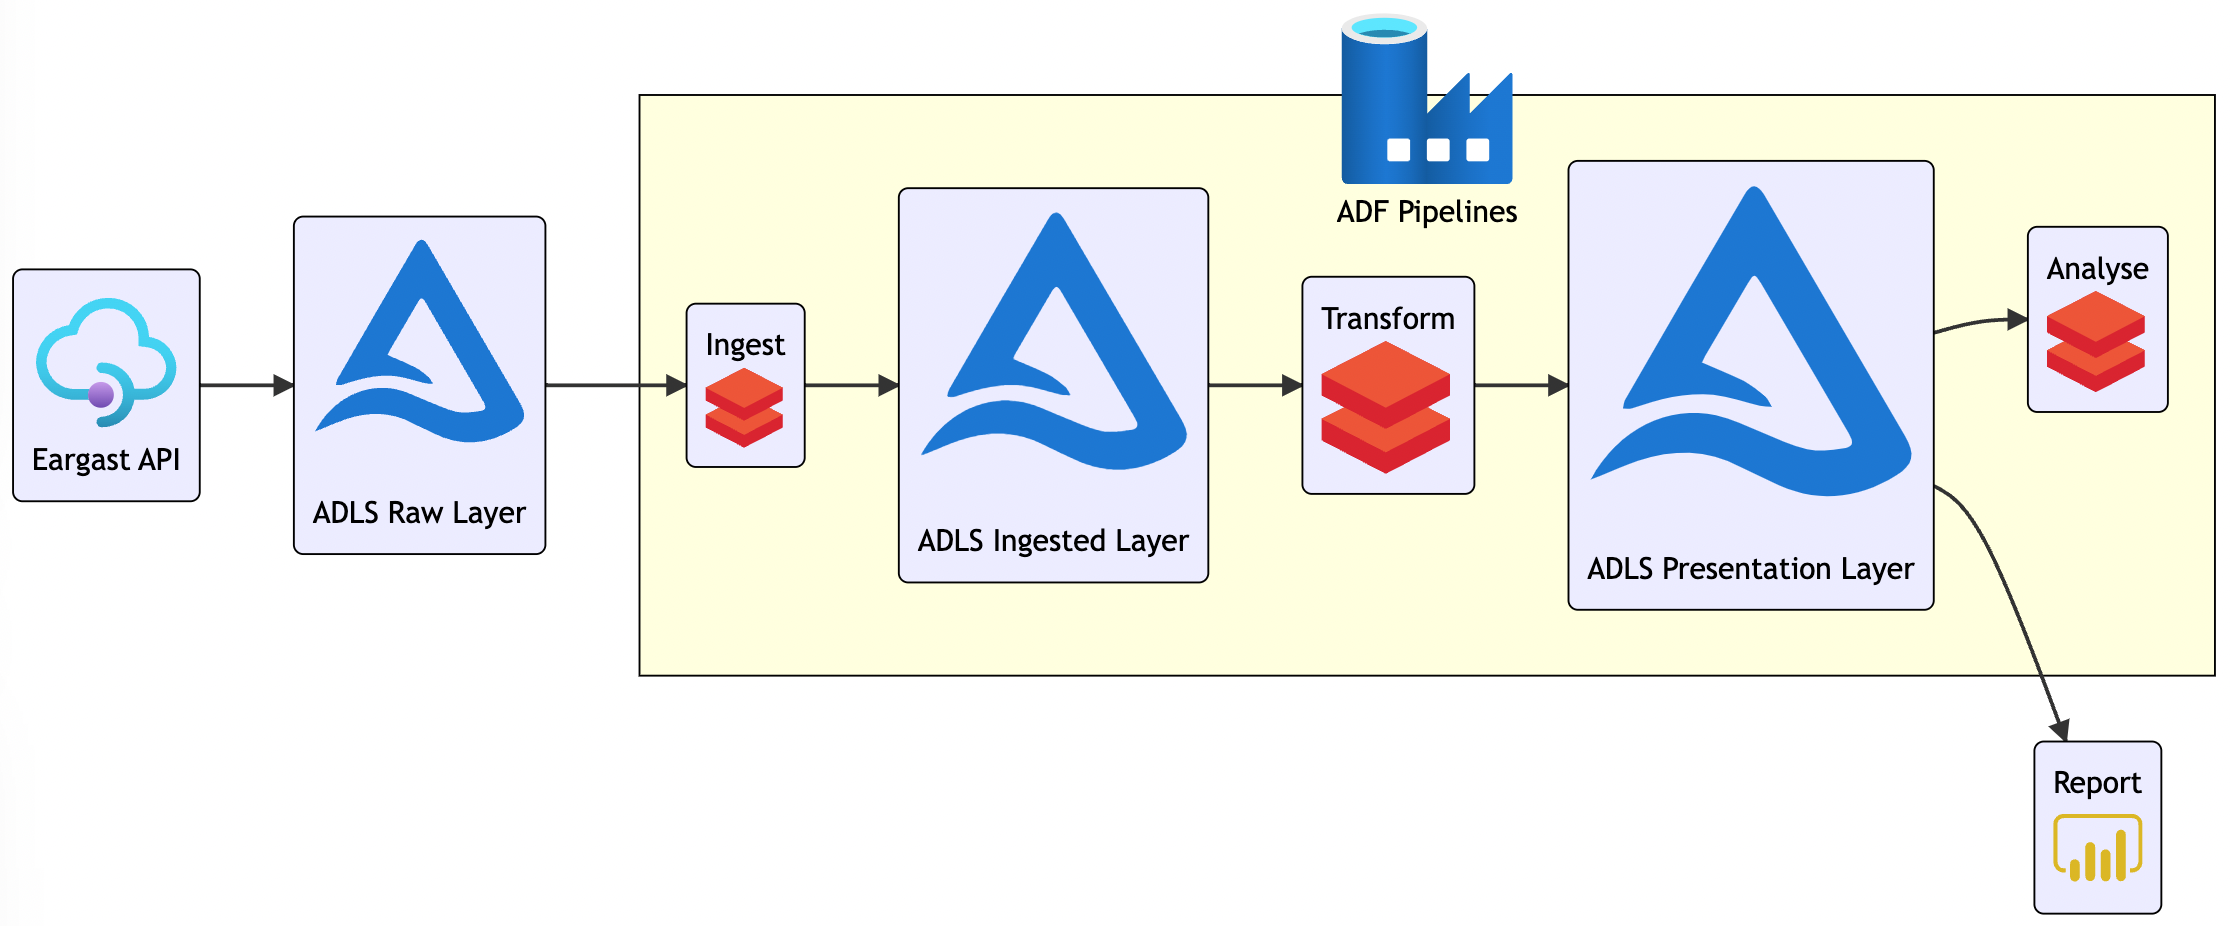 Eargast API
ADLS Raw Layer
Ingest
ADLS Ingested Layer
ADF Pipelines
Transform
ADLS Presentation Layer
Analyse
Report